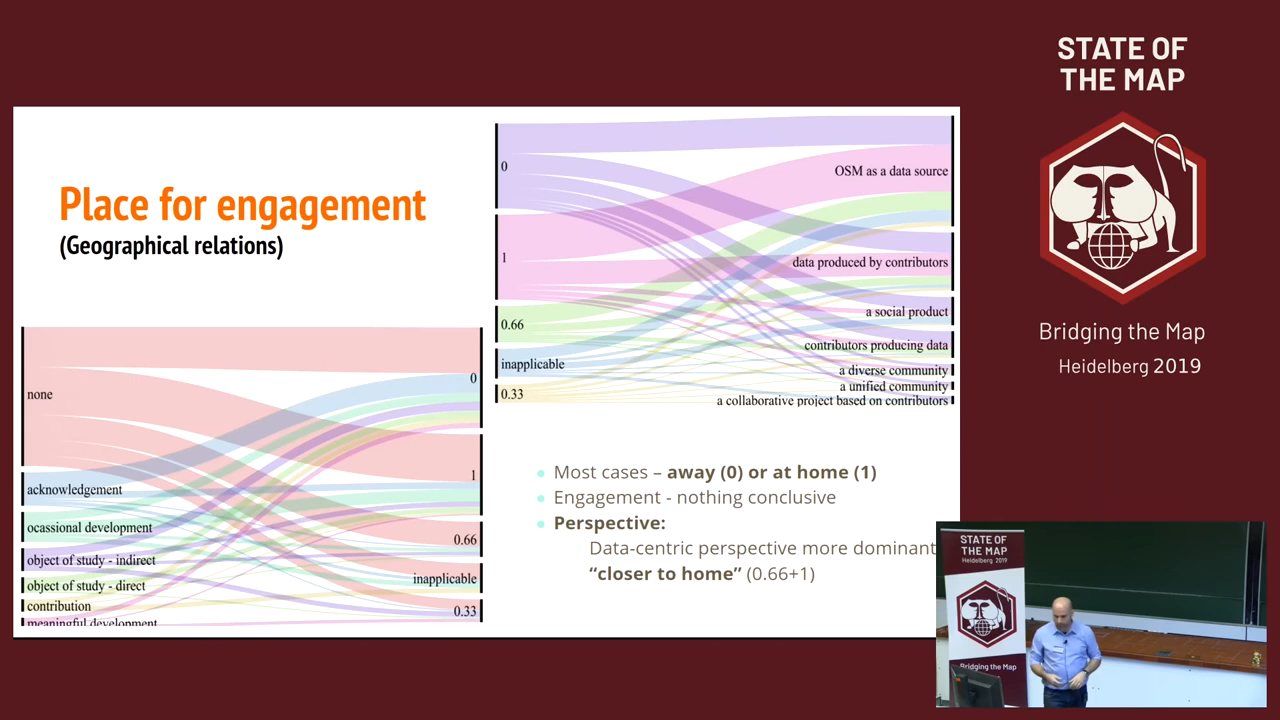 Place for engagement
(Geographical relations)
none
acknowledgement
ocassional development
object of study - indirect
object of study - direct
contribution
meaningful development
0
1
0.66
inapplicable
0.33
0
1
0.66
inapplicable
0.33
OSM as a data source
data produced by contributors
a social product
contributors producing data
a diverse community
a unified community
a collaborative project based on contributors
Most cases – away (0) or at home (1)
Engagement - nothing conclusive
Perspective:
Data-centric perspective more dominant
“closer to home” (0.66+1)
STATE OF
THE MAP
Bridging the Map
Heidelberg 2019
STATE OF
THE MAP
Heidelberg 2019
Bridging the Map